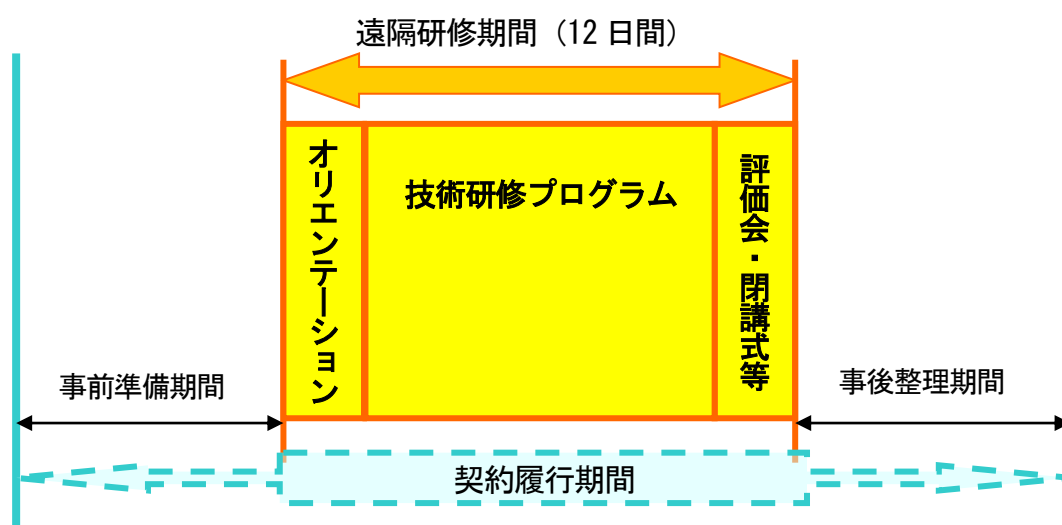 遠隔研修期間（12 日間）
オリエンテーション
技術研修プログラム
評価会・閉講式等
事前準備期間
事後整理期間
契約履行期間